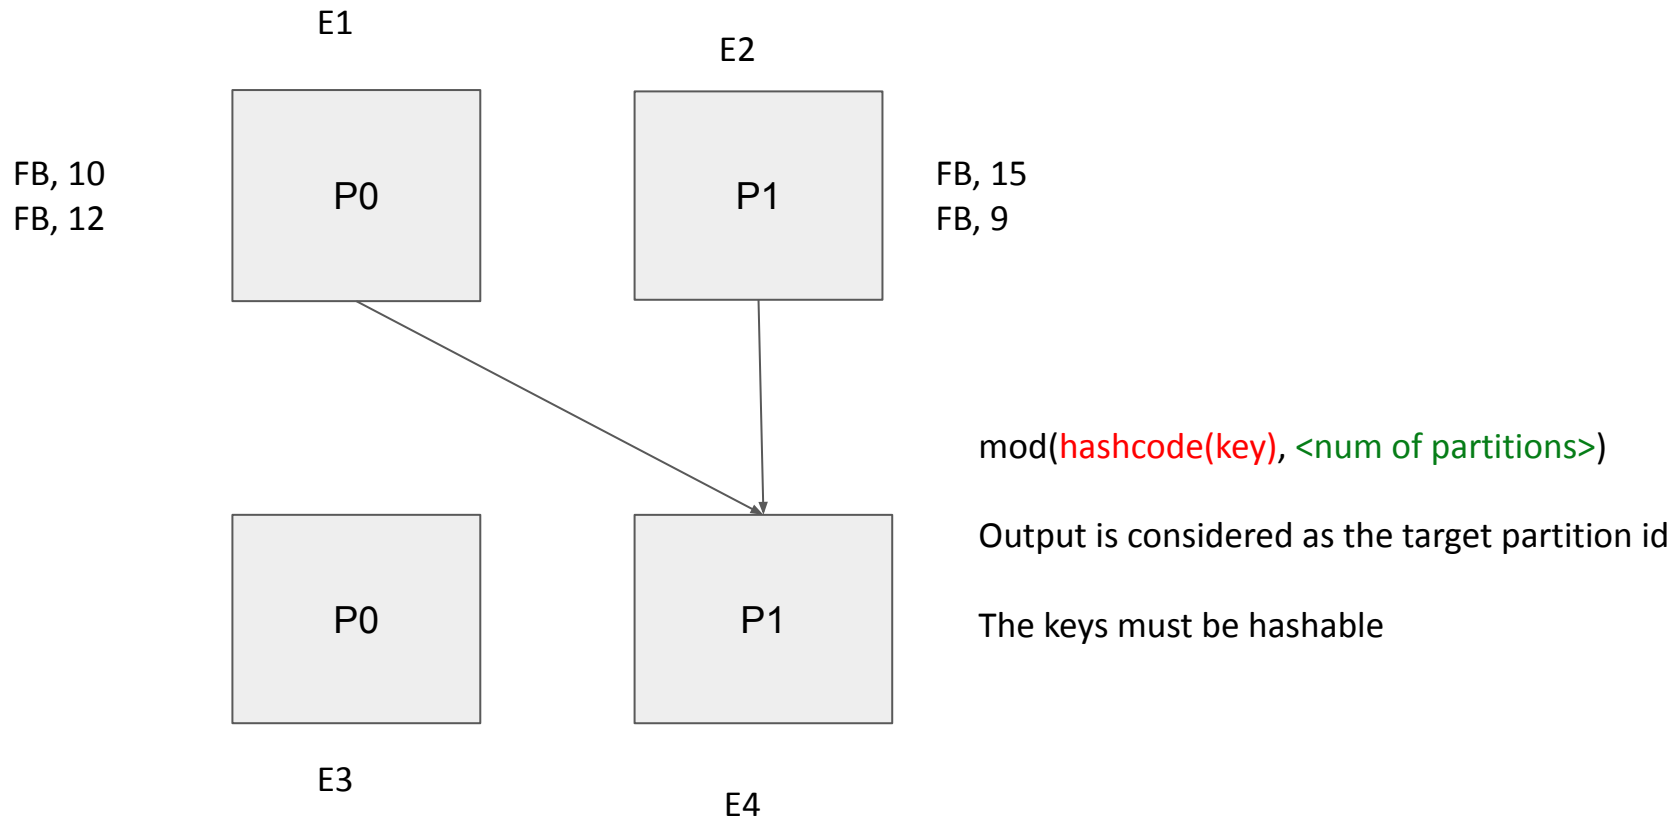 E1
E2
FB, 10
FB, 12
P0
P1
FB, 15
FB, 9
mod(hashcode(key), <num of partitions>)
Output is considered as the target partition id
The keys must be hashable
P0
P1
E3
E4